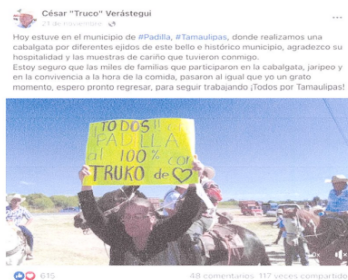 César "Truco" Verástegui
21 de noviembre
Hoy estuve en el municipio de #Padilla, #Tamaulipas, donde realizamos una
cabalgata por diferentes ejidos de este bello e histórico municipio, agradezco su
hospitalidad y las muestras de cariño que tuvieron conmigo.
Estoy seguro que las miles de familias que participaron en la cabalgata, jaripeo y
en la convivencia a la hora de la comida, pasaron al igual que yo un grato
momento, espero pronto regresar, para seguir trabajando ¡Todos por Tamaulipas!
¡TODOS!!
PADILLA
al 100% con
TRUKO de
615
48 comentarios 117 veces compartido